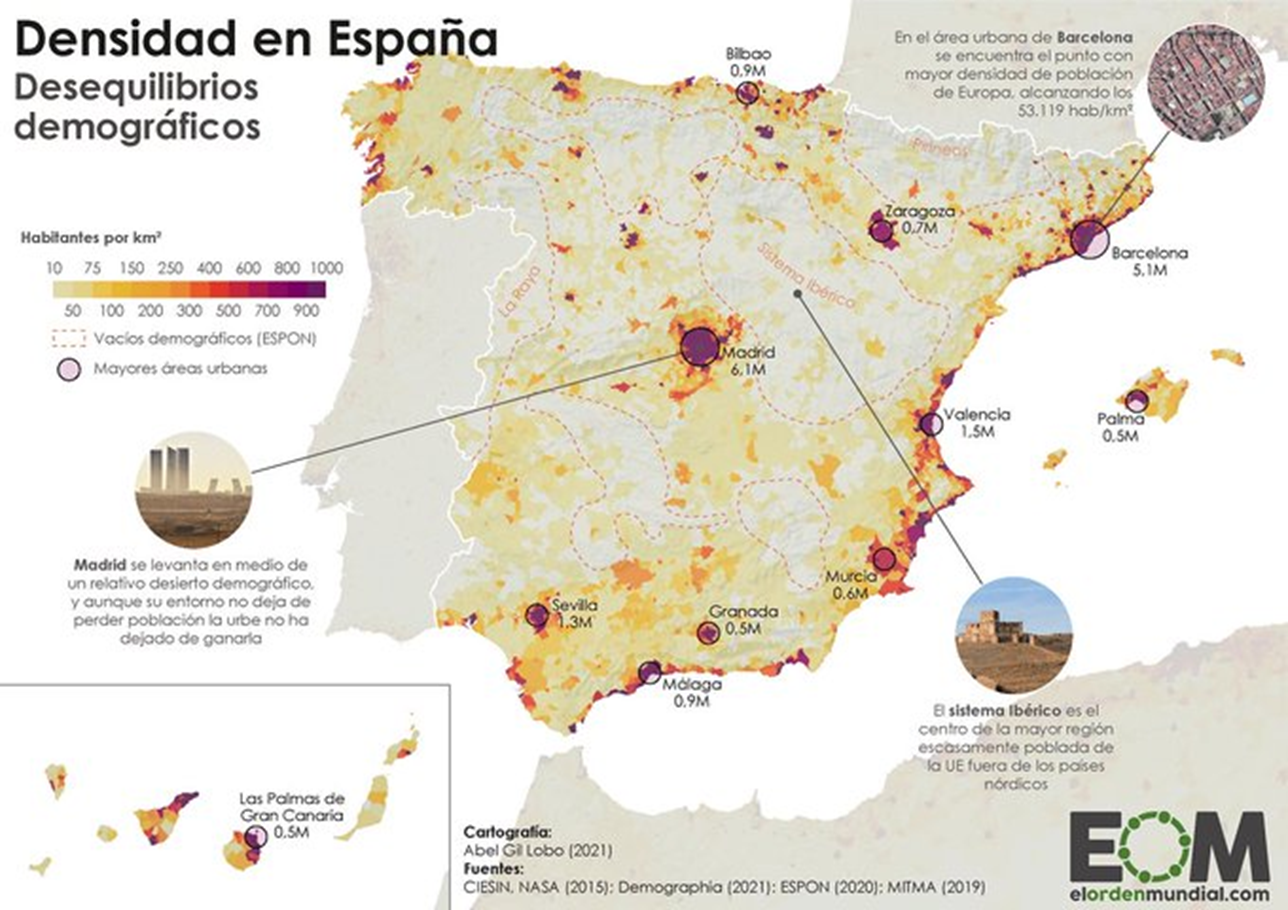 Densidad en España
Desequilibrios
demográficos
En el área urbana de Barcelona
se encuentra el punto con
mayor densidad de población
de Europa, alcanzando los
53.119 hab/km²
Bilbao
0,9M
Pirineos
Zaragoza
0,7M
Barcelona
5,1M
Habitantes por km²
10 75 150 250 400 600 800 1000
50 100 200 300 500 700 900
Vacíos demográficos (ESPON)
Mayores áreas urbanas
La Raya
Sistema Ibérico
Madrid
6,1M
Valencia
1,5M
Palma
0,5M
Madrid se levanta en medio de
un relativo desierto demográfico,
y aunque su entorno no deja de
perder población la urbe no ha
dejado de ganarla
Murcia
0,6M
Sevilla
1,3M
Granada
0,5M
Málaga
0,9M
El sistema Ibérico es el
centro de la mayor región
escasamente poblada de
la UE fuera de los países
nórdicos
Las Palmas de
Gran Canaria
0,5M
Cartografía:
Abel Gil Lobo (2021)
Fuentes:
CIESIN, NASA (2015); Demographia (2021); ESPON (2020); MITMA (2019)
EOM
elordenmundial.com